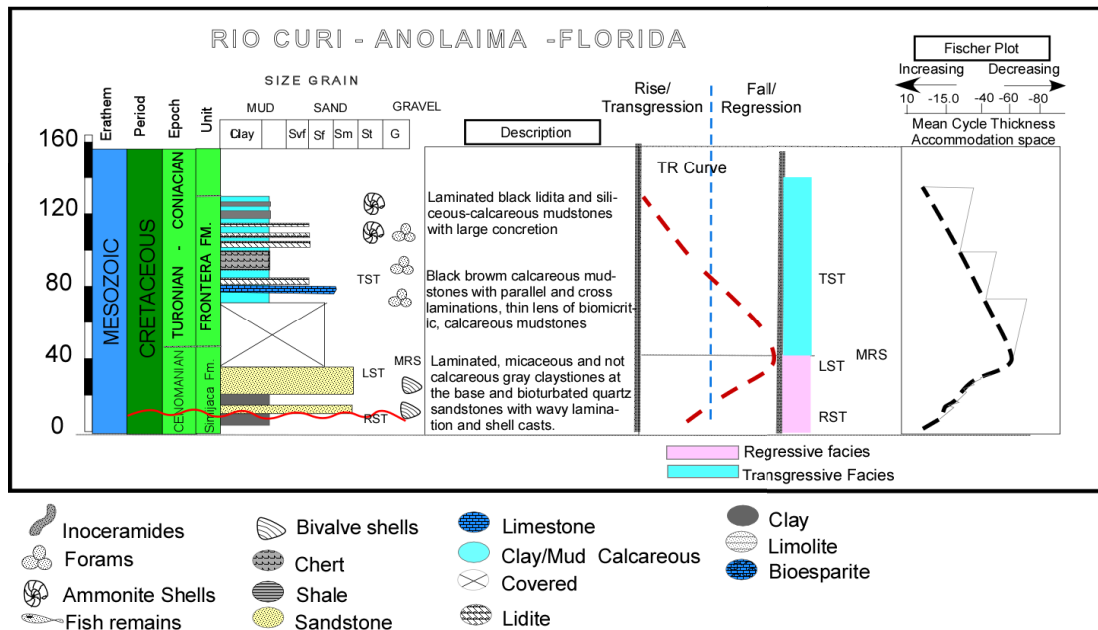 RIO CURI - ANOLAIMA -FLORIDA
Fischer Plot
Increasing Decreasing
10 -15.0 -40 -60 -80
Mean Cycle Thickness
Accommodation space
SIZE GRAIN
MUD SAND GRAVEL
Clay Svf Sf Sm St G
Description
Rise/
Transgression
Fall/
Regression
Erathem
Period
Epoch
Unit
160
120
80
40
0
MESOZOIC
CRETACEOUS
TURONIAN - CONIACIAN
CENOMANIAN
FRONTERA FM.
Simijaca Fm.
TST
MRS
LST
RST
Laminated black lidita and sili-
ceous-calcareous mudstones
with large concretion
Black browm calcareous mud-
stones with parallel and cross
laminations, thin lens of biomicrit-
ic, calcareous mudstones
Laminated, micaceous and not
calcareous gray claystones at
the base and bioturbated quartz
sandstones with wavy lamina-
tion and shell casts.
TR Curve
TST
MRS
LST
RST
Regressive facies
Transgressive Facies
Inoceramides
Forams
Ammonite Shells
Fish remains
Bivalve shells
Chert
Shale
Sandstone
Limestone
Clay/Mud Calcareous
Covered
Lidite
Clay
Limolite
Bioesparite